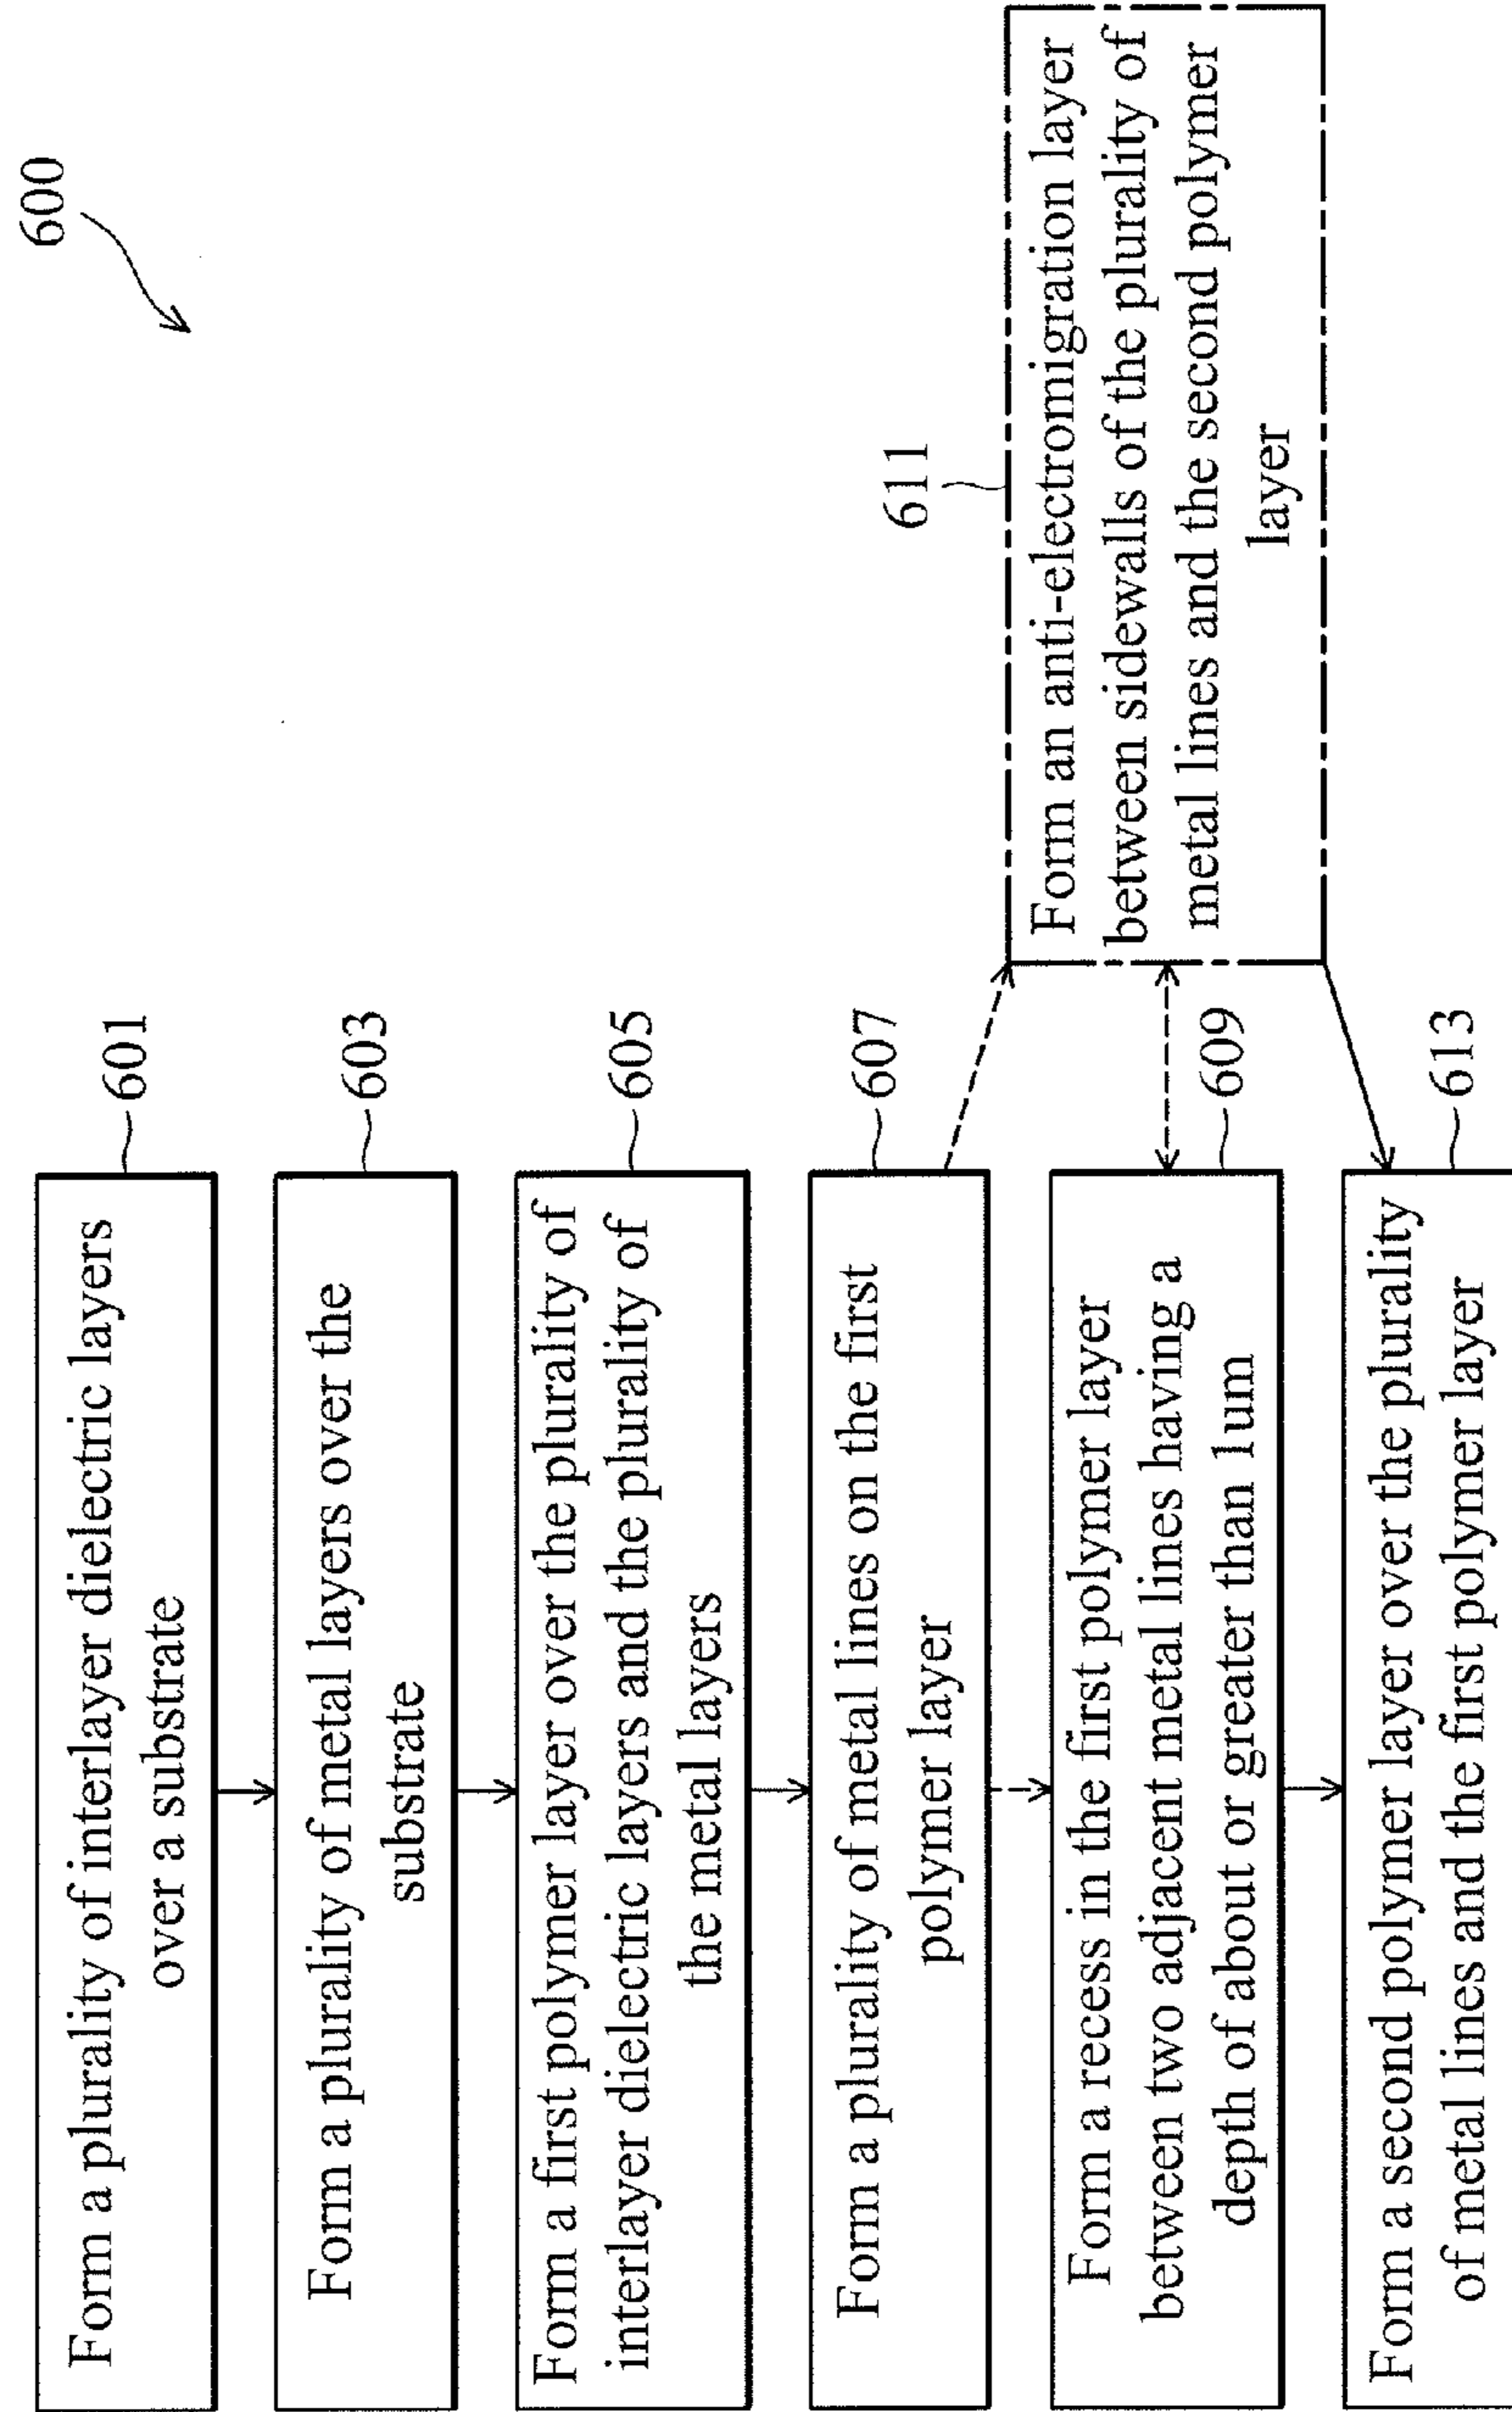 600
Form a plurality of interlayer dielectric layers
over a substrate
601
Form a plurality of metal layers over the
substrate
603
Form a first polymer layer over the plurality of
interlayer dielectric layers and the plurality of
the metal layers
605
Form a plurality of metal lines on the first
polymer layer
607
Form a recess in the first polymer layer
between two adjacent metal lines having a
depth of about or greater than 1um
609
Form an anti-electromigration layer
between sidewalls of the plurality of
metal lines and the second polymer
layer
611
Form a second polymer layer over the plurality
of metal lines and the first polymer layer
613